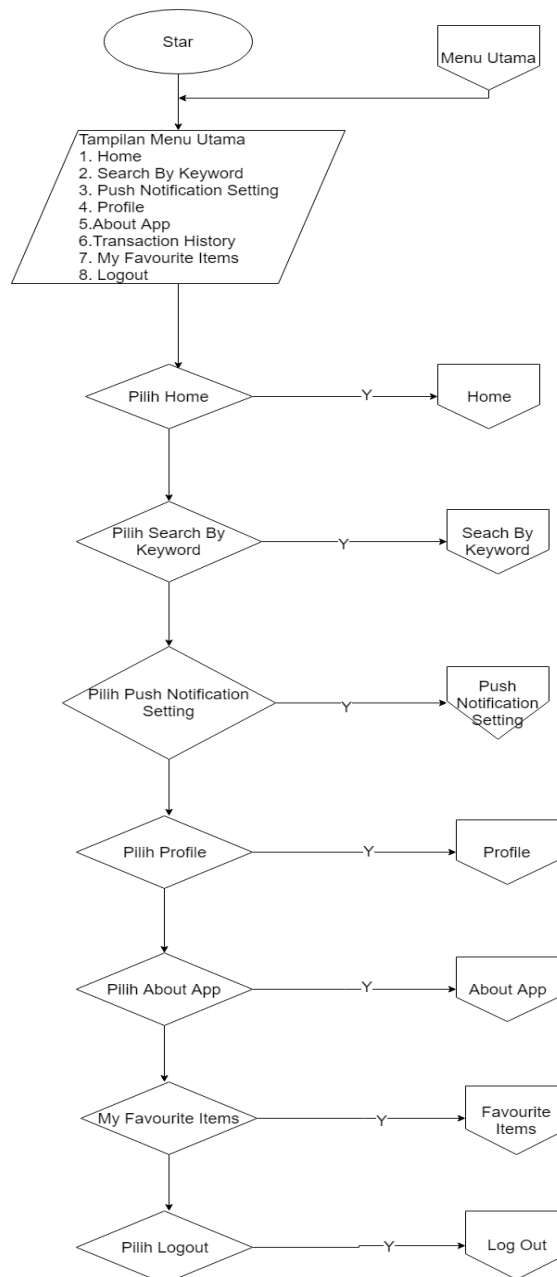 Star
Menu Utama
Tampilan Menu Utama
1. Home
2. Search By Keyword
3. Push Notification Setting
4. Profile
5.About App
6.Transaction History
7. My Favourite Items
8. Logout
Pilih Home
Y
Home
Pilih Search By
Keyword
Y
Seach By
Keyword
Pilih Push Notification
Setting
Y
Push
Notification
Setting
Pilih Profile
Y
Profile
Pilih About App
Y
About App
My Favourite Items
Y
Favourite
Items
Pilih Logout
Y
Log Out